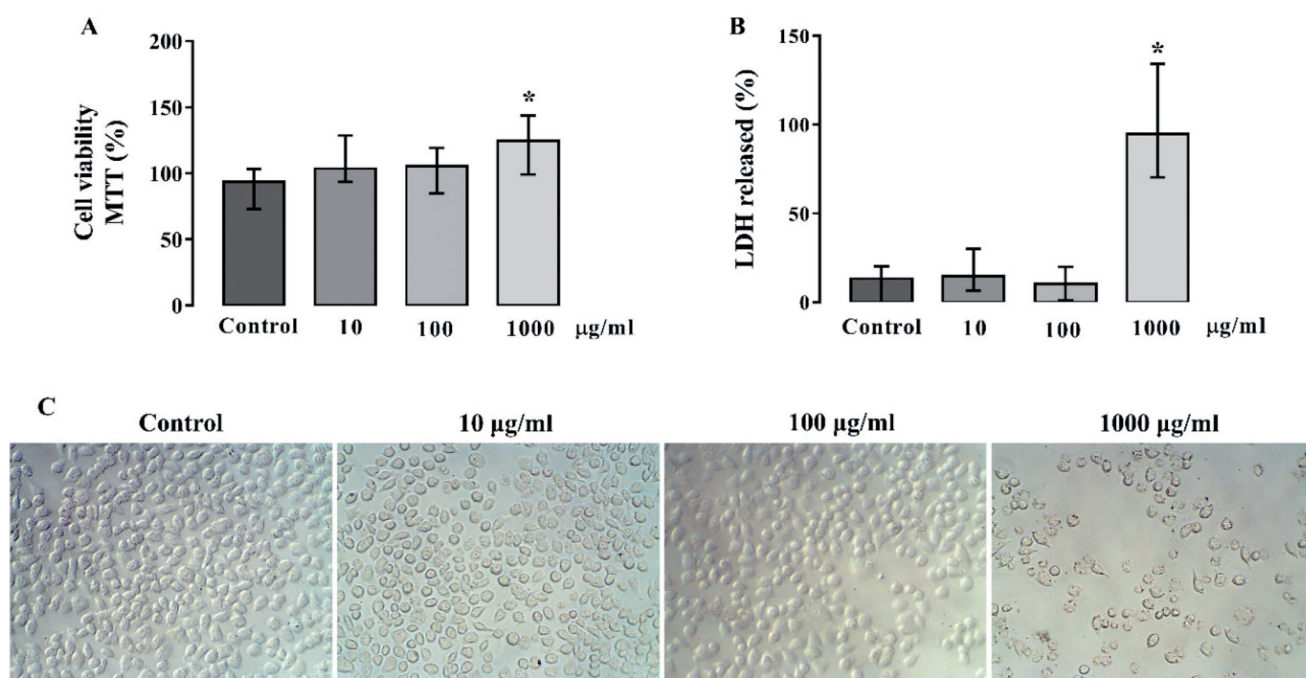 A
Cell viability
MTT (%)
200
150
100
50
0
*
Control 10 100 1000 μg/ml
B
LDH released (%)
150
100
50
0
*
Control 10 100 1000 μg/ml
C
Control 10 μg/ml 100 μg/ml 1000 μg/ml